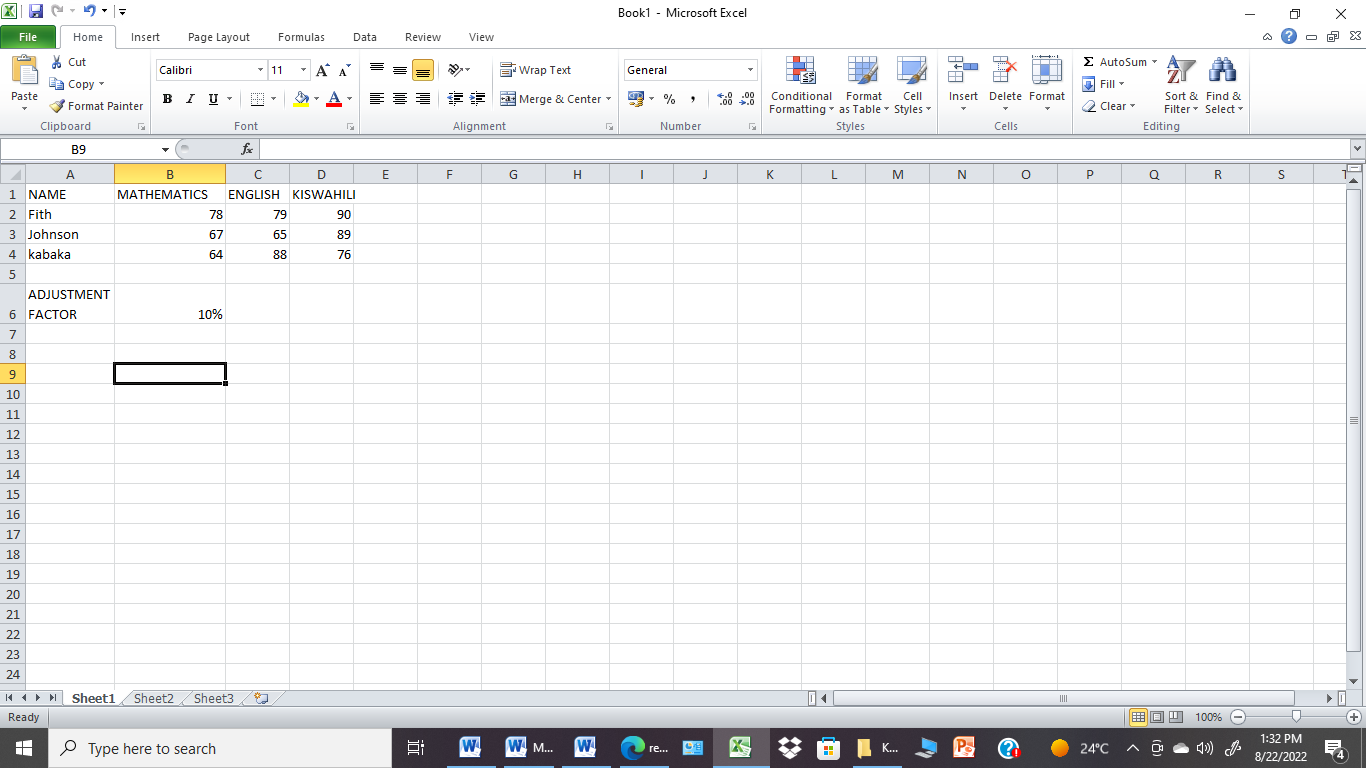 Book1 - Microsoft Excel
File Home Insert Page Layout Formulas Data Review View
Paste Cut Copy Format Painter Clipboard
Calibri 11 A A B I U A Font
Wrap Text Merge & Center Alignment
General % , .0 .00 .00 .0 Number
Conditional Formatting Format as Table Cell Styles Styles
Insert Delete Format Cells
Σ AutoSum Fill Clear Sort & Filter Find & Select Editing
B9 fx
A B C D E F G H I J K L M N O P Q R S T
1 NAME MATHEMATICS ENGLISH KISWAHILI
2 Fith 78 79 90
3 Johnson 67 65 89
4 kabaka 64 88 76
5
ADJUSTMENT
6 FACTOR 10%
7
8
9
10
11
12
13
14
15
16
17
18
19
20
21
22
23
24
Sheet1 Sheet2 Sheet3
Ready 100%
Type here to search M... re... K... 24°C 1:32 PM
8/22/2022 4